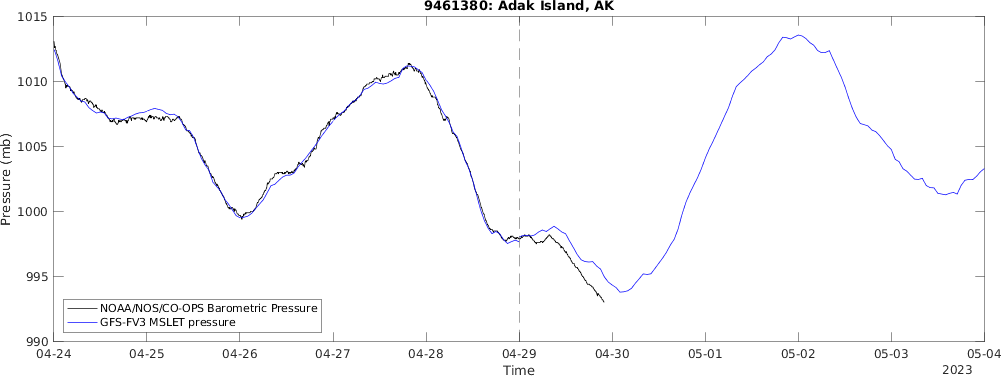 9461380: Adak Island, AK
Pressure (mb)
1015
1010
1005
1000
995
990
NOAA/NOS/CO-OPS Barometric Pressure
GFS-FV3 MSLET pressure
04-24 04-25 04-26 04-27 04-28 04-29 04-30 05-01 05-02 05-03 05-04
Time
2023